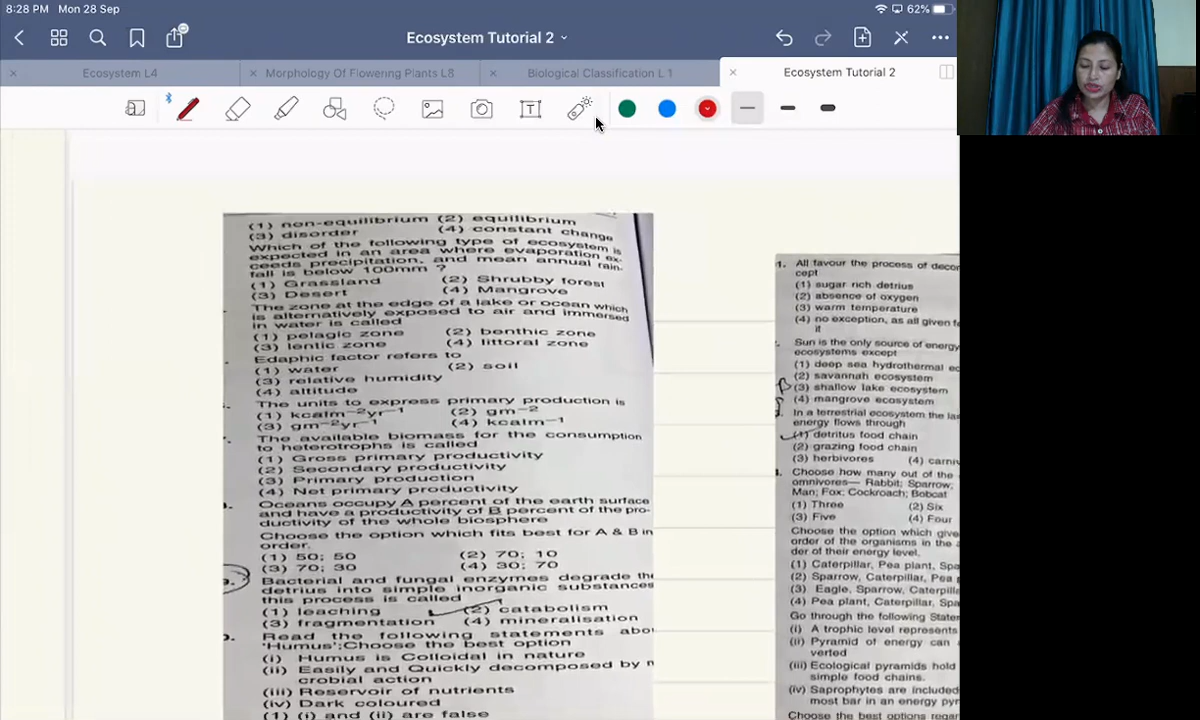 8:28 PM Mon 28 Sep
62%
Ecosystem Tutorial 2
Ecosystem L4
Morphology Of Flowering Plants L8
Biological Classification L 1
Ecosystem Tutorial 2
(1) non-equilibrium (2) equilibrium
(3) disorder (4) constant change
Which of the following type of ecosystem is
expected in an area where evaporation ex-
ceeds precipitation, and mean annual rain-
fall is below 100mm ?
(1) Grassland (2) Shrubby forest
(3) Desert (4) Mangrove
The zone at the edge of a lake or ocean which
is alternatively exposed to air and immersed
in water is called
(1) pelagic zone (2) benthic zone
(3) lentic zone (4) littoral zone
Edaphic factor refers to
(1) water (2) soil
(3) relative humidity
(4) altitude
The units to express primary production is
(1) kcalm⁻²yr⁻¹ (2) gm⁻²
(3) gm⁻²yr⁻¹ (4) kcalm⁻¹
The available biomass for the consumption
to heterotrophs is called
(1) Gross primary productivity
(2) Secondary productivity
(3) Primary production
(4) Net primary productivity
Oceans occupy A percent of the earth surface
and have a productivity of B percent of the pro-
ductivity of the whole biosphere
Choose the option which fits best for A & B in
order.
(1) 50; 50 (2) 70; 10
(3) 70; 30 (4) 30; 70
9. Bacterial and fungal enzymes degrade the
detrius into simple inorganic substances
this process is called
(1) leaching (2) catabolism
(3) fragmentation (4) mineralisation
Read the following statements abou
'Humus';Choose the best option
(i) Humus is Colloidal in nature
(ii) Easily and Quickly decomposed by m
crobial action
(iii) Reservoir of nutrients
(iv) Dark coloured
(1) (i) and (ii) are false
1. All favour the process of decor
cept
(1) sugar rich detrius
(2) absence of oxygen
(3) warm temperature
(4) no exception, as all given f
it
Sun is the only source of energy
ecosystems except
(1) deep sea hydrothermal ec
(2) savannah ecosystem
(3) shallow lake ecosystem
(4) mangrove ecosystem
In a terrestrial ecosystem the la
energy flows through
(1) detritus food chain
(2) grazing food chain
(3) herbivores (4) carni
Choose how many out of the
omnivores— Rabbit; Sparrow;
Man; Fox; Cockroach; Bobcat
(1) Three (2) Six
(3) Five (4) Four
Choose the option which give
order of the organisms in the
der of their energy level.
(1) Caterpillar, Pea plant, Spa
(2) Sparrow, Caterpillar, Pea
(3) Eagle, Sparrow, Caterpill
(4) Pea plant, Caterpillar, Spa
Go through the following State
(i) A trophic level represents
(ii) Pyramid of energy can
verted
(iii) Ecological pyramids hold
simple food chains.
(iv) Saprophytes are included
most bar in an energy py
Choose the best options rega